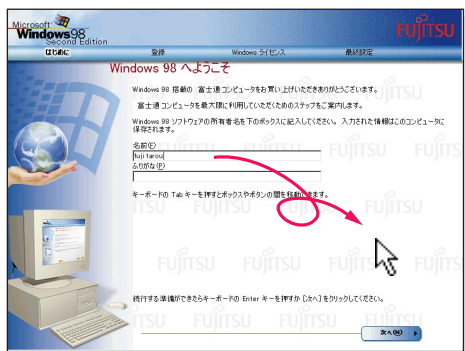 Microsoft
Windows98
Second Edition
FUJITSU
はじめに
登録
Windows ライセンス
最終設定
Windows 98 へようこそ
Windows 98 搭載の 富士通コンピュータをお買い上げいただきありがとうございます。
富士通コンピュータを最大限に利用していただくためのステップをご案内します。
Windows 98 ソフトウェアの所有者名を下のボックスに記入してください。 入力された情報はこのコンピュータに
保存されます。
名前(E)
fuji tarou
ふりがな(P)
キーボードの Tab キーを押すとボックスやボタンの間を移動できます。
続行する準備ができたらキーボードの Enter キーを押すか [次へ] をクリックしてください。
次へ(N)